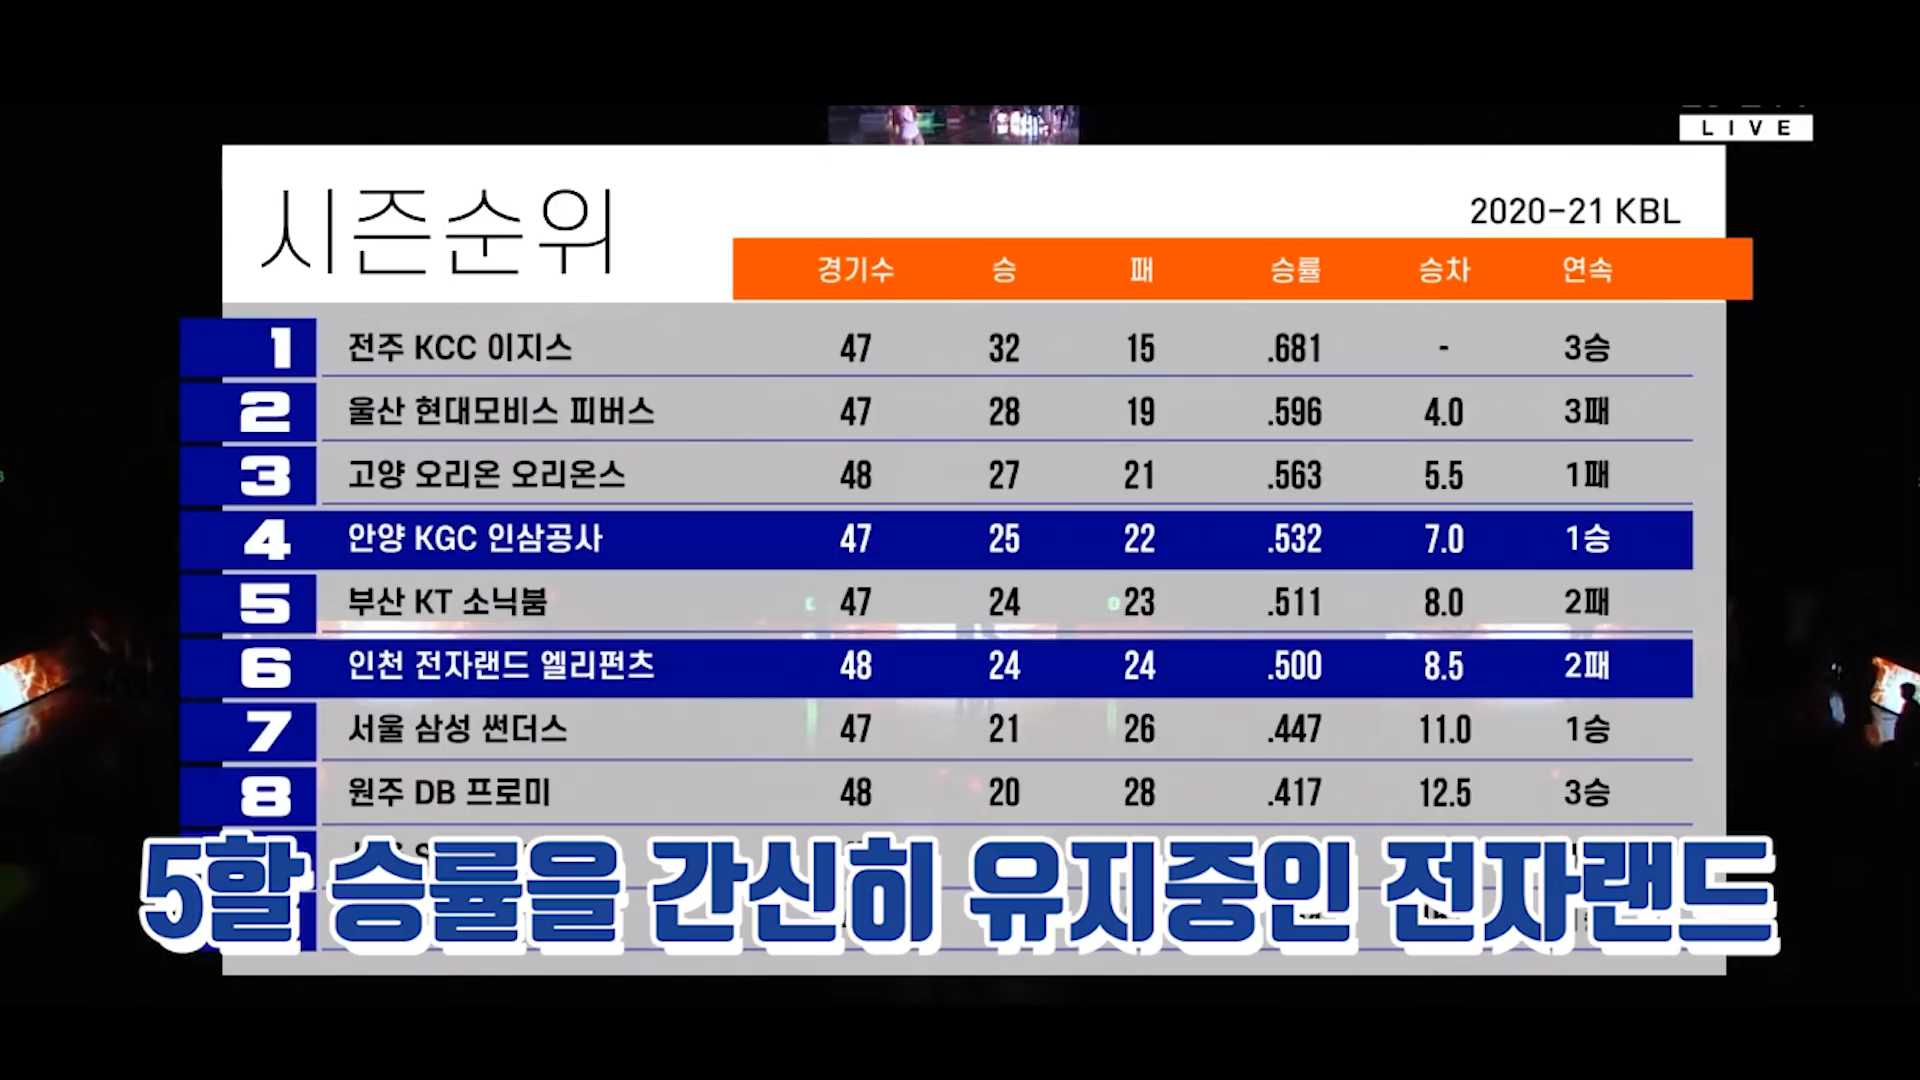 LIVE
시즌순위
2020-21 KBL
경기수 승 패 승률 승차 연속
1 전주 KCC 이지스 47 32 15 .681 - 3승
2 울산 현대모비스 피버스 47 28 19 .596 4.0 3패
3 고양 오리온 오리온스 48 27 21 .563 5.5 1패
4 안양 KGC 인삼공사 47 25 22 .532 7.0 1승
5 부산 KT 소닉붐 47 24 23 .511 8.0 2패
6 인천 전자랜드 엘리펀츠 48 24 24 .500 8.5 2패
7 서울 삼성 썬더스 47 21 26 .447 11.0 1승
8 원주 DB 프로미 48 20 28 .417 12.5 3승
5할 승률을 간신히 유지중인 전자랜드